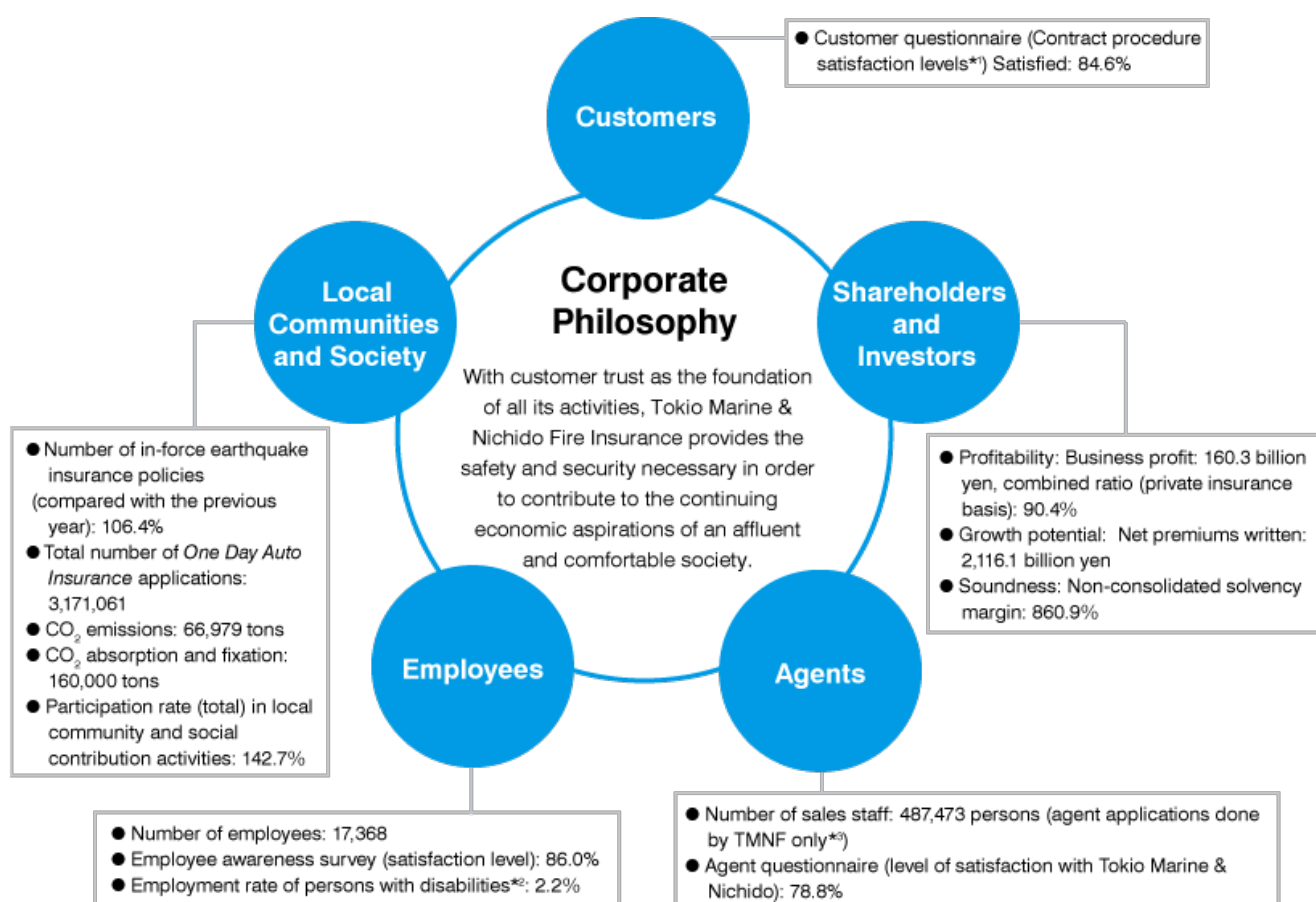 Customers
● Customer questionnaire (Contract procedure
satisfaction levels*1) Satisfied: 84.6%
Corporate
Philosophy
With customer trust as the foundation
of all its activities, Tokio Marine &
Nichido Fire Insurance provides the
safety and security necessary in order
to contribute to the continuing
economic aspirations of an affluent
and comfortable society.
Shareholders
and
Investors
● Profitability: Business profit: 160.3 billion
yen, combined ratio (private insurance
basis): 90.4%
● Growth potential: Net premiums written:
2,116.1 billion yen
● Soundness: Non-consolidated solvency
margin: 860.9%
Local
Communities
and Society
● Number of in-force earthquake
insurance policies
(compared with the previous
year): 106.4%
● Total number of One Day Auto
Insurance applications:
3,171,061
● CO2 emissions: 66,979 tons
● CO2 absorption and fixation:
160,000 tons
● Participation rate (total) in local
community and social
contribution activities: 142.7%
Employees
● Number of employees: 17,368
● Employee awareness survey (satisfaction level): 86.0%
● Employment rate of persons with disabilities*2: 2.2%
Agents
● Number of sales staff: 487,473 persons (agent applications done
by TMNF only*3)
● Agent questionnaire (level of satisfaction with Tokio Marine &
Nichido): 78.8%